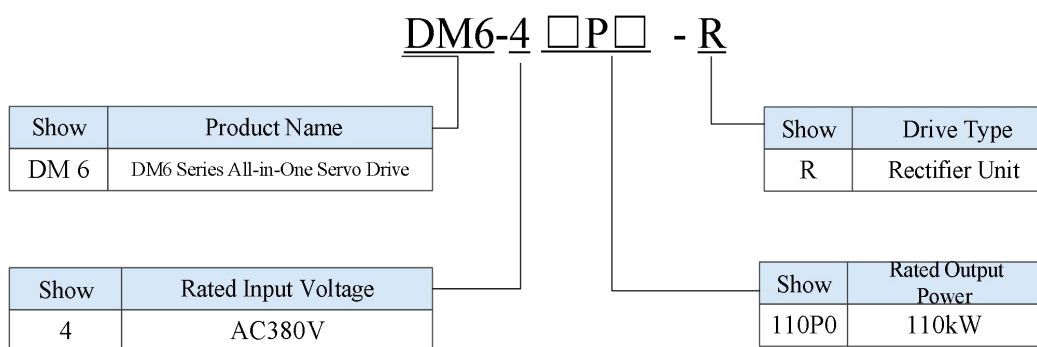 DM6-4 □P□ - R
Show Product Name
DM 6 DM6 Series All-in-One Servo Drive
Show Drive Type
R Rectifier Unit
Show Rated Input Voltage
4 AC380V
Show Rated Output Power
110P0 110kW